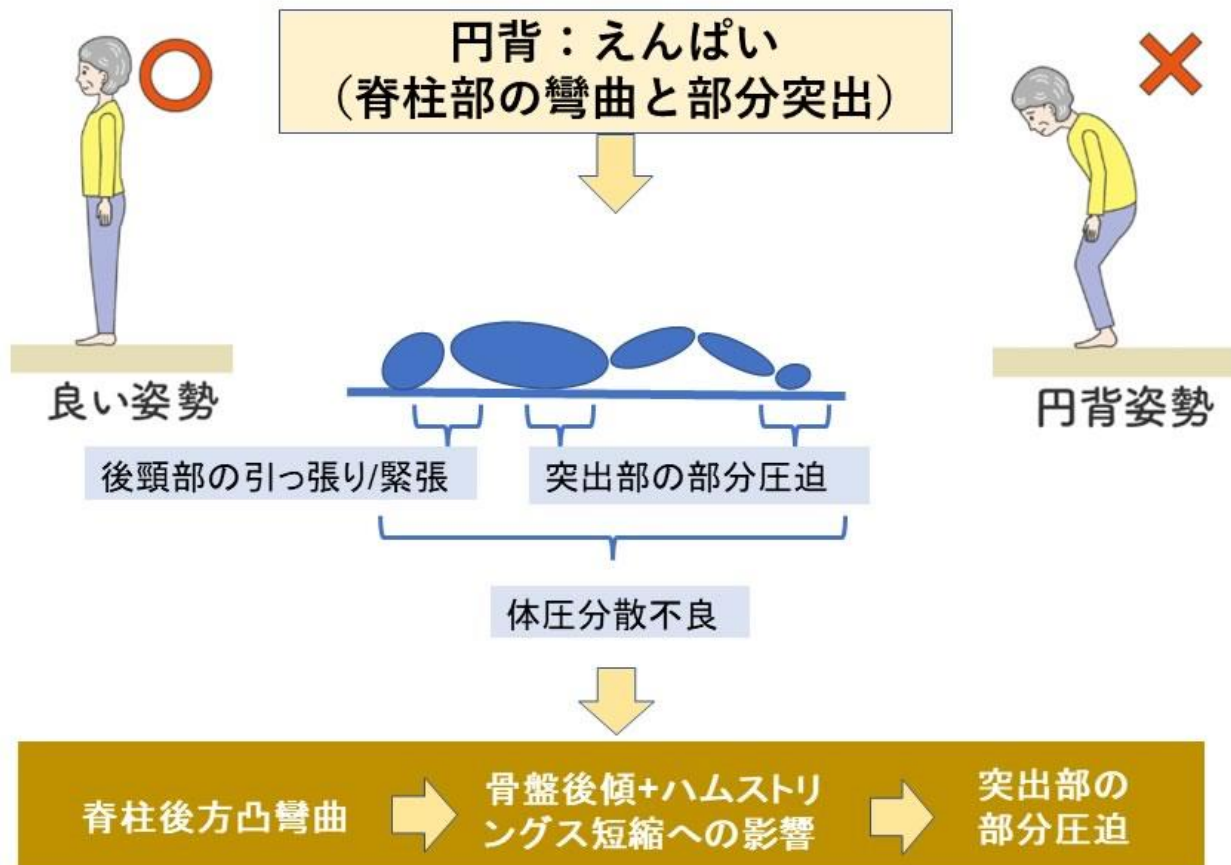 円背：えんぱい
（脊柱部の彎曲と部分突出）
良い姿勢
円背姿勢
後頸部の引っ張り/緊張
突出部の部分圧迫
体圧分散不良
脊柱後方凸彎曲
骨盤後傾+ハムストリ
ングス短縮への影響
突出部の
部分圧迫